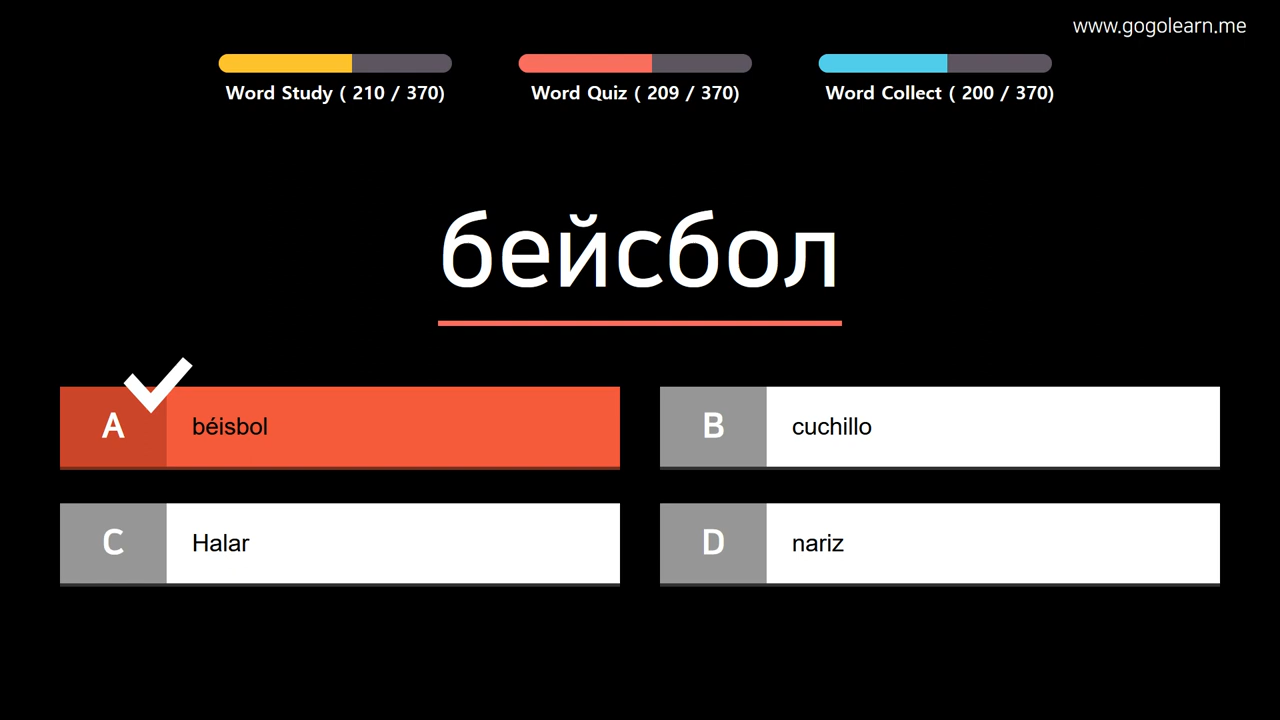 www.gogolearn.me
Word Study ( 210 / 370)
Word Quiz ( 209 / 370)
Word Collect ( 200 / 370)
бейсбол
A béisbol
B cuchillo
C Halar
D nariz